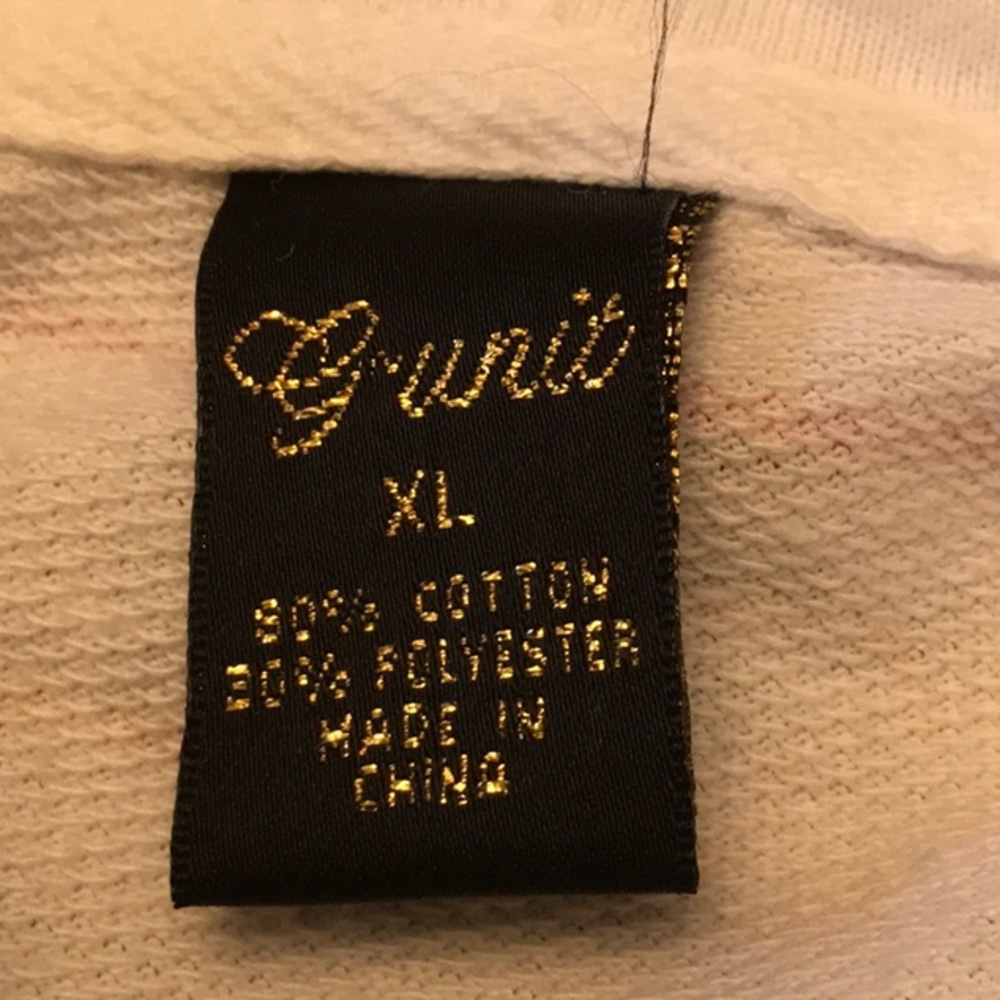 G-unit
XL
80% COTTON
20% POLYESTER
MADE IN
CHINA